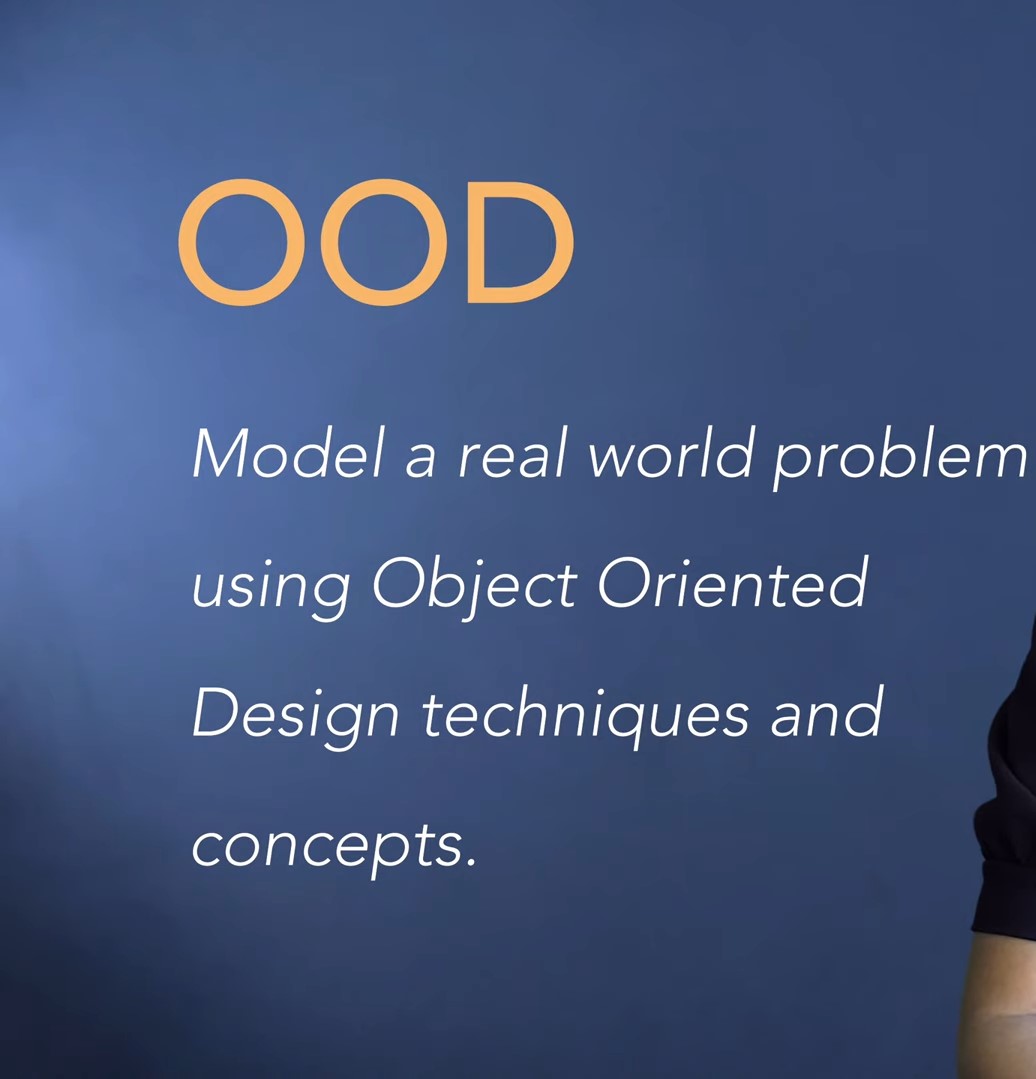 OOD
Model a real world problem
using Object Oriented
Design techniques and
concepts.